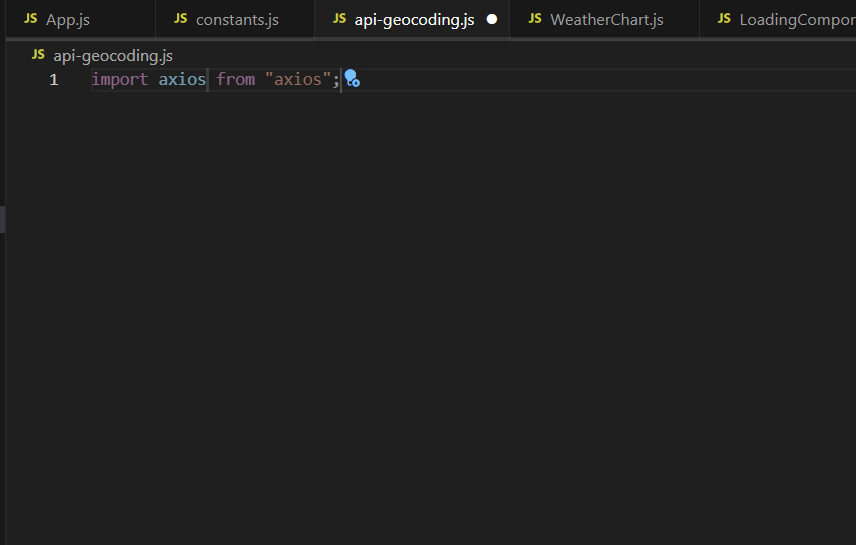 JS App.js JS constants.js JS api-geocoding.js JS WeatherChart.js JS LoadingCompor
JS api-geocoding.js
1 import axios from "axios";